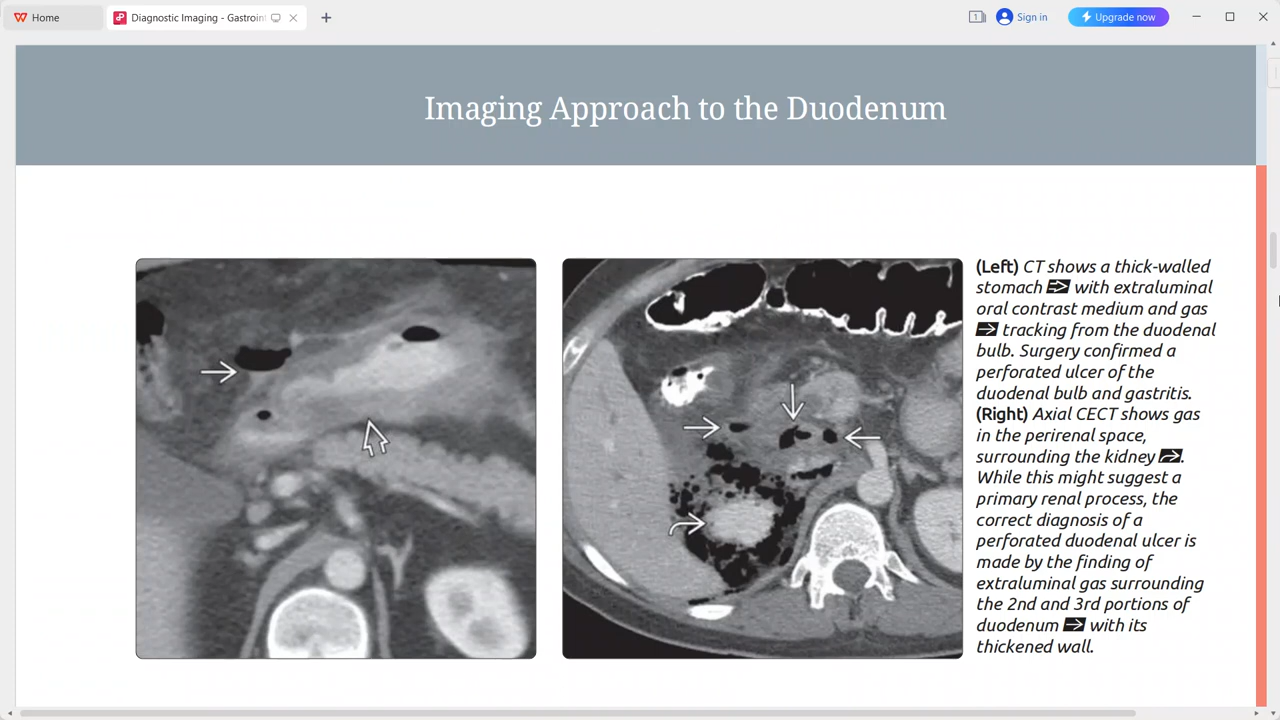 Home
Diagnostic Imaging - Gastroin
1
Sign in
Upgrade now
Imaging Approach to the Duodenum
(Left) CT shows a thick-walled
stomach with extraluminal
oral contrast medium and gas
tracking from the duodenal
bulb. Surgery confirmed a
perforated ulcer of the
duodenal bulb and gastritis.
(Right) Axial CECT shows gas
in the perirenal space,
surrounding the kidney .
While this might suggest a
primary renal process, the
correct diagnosis of a
perforated duodenal ulcer is
made by the finding of
extraluminal gas surrounding
the 2nd and 3rd portions of
duodenum with its
thickened wall.